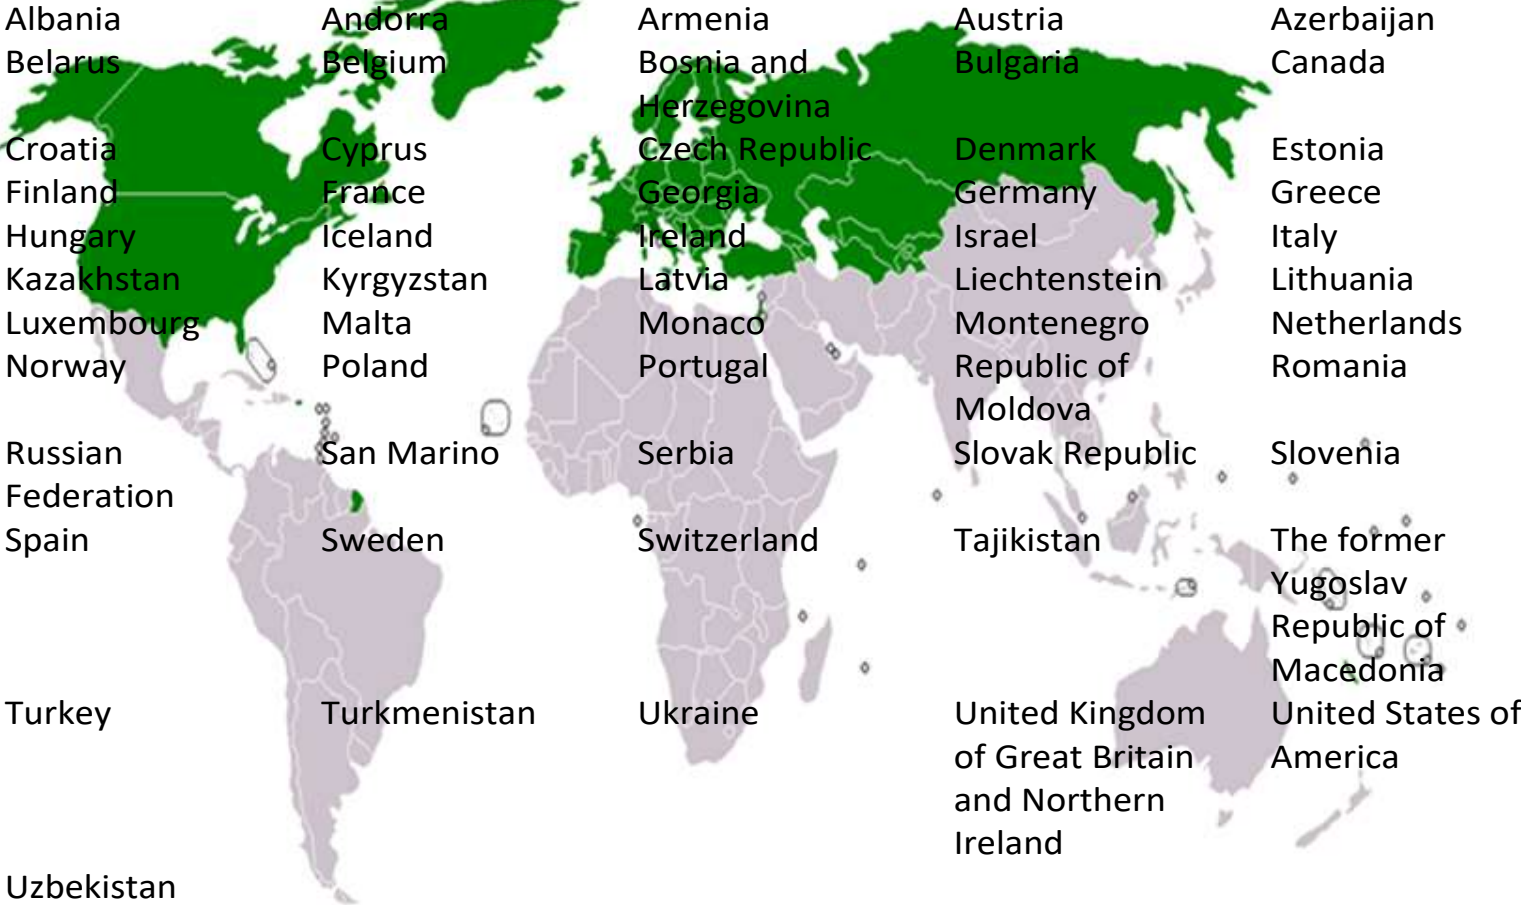 Albania Andorra Armenia Austria Azerbaijan
Belarus Belgium Bosnia and Bulgaria Canada
Herzegovina
Croatia Cyprus Czech Republic Denmark Estonia
Finland France Georgia Germany Greece
Hungary Iceland Ireland Israel Italy
Kazakhstan Kyrgyzstan Latvia Liechtenstein Lithuania
Luxembourg Malta Monaco Montenegro Netherlands
Norway Poland Portugal Republic of Romania
Moldova
Russian San Marino Serbia Slovak Republic Slovenia
Federation
Spain Sweden Switzerland Tajikistan The former
Yugoslav
Republic of
Macedonia
Turkey Turkmenistan Ukraine United Kingdom United States of
of Great Britain America
and Northern
Ireland
Uzbekistan